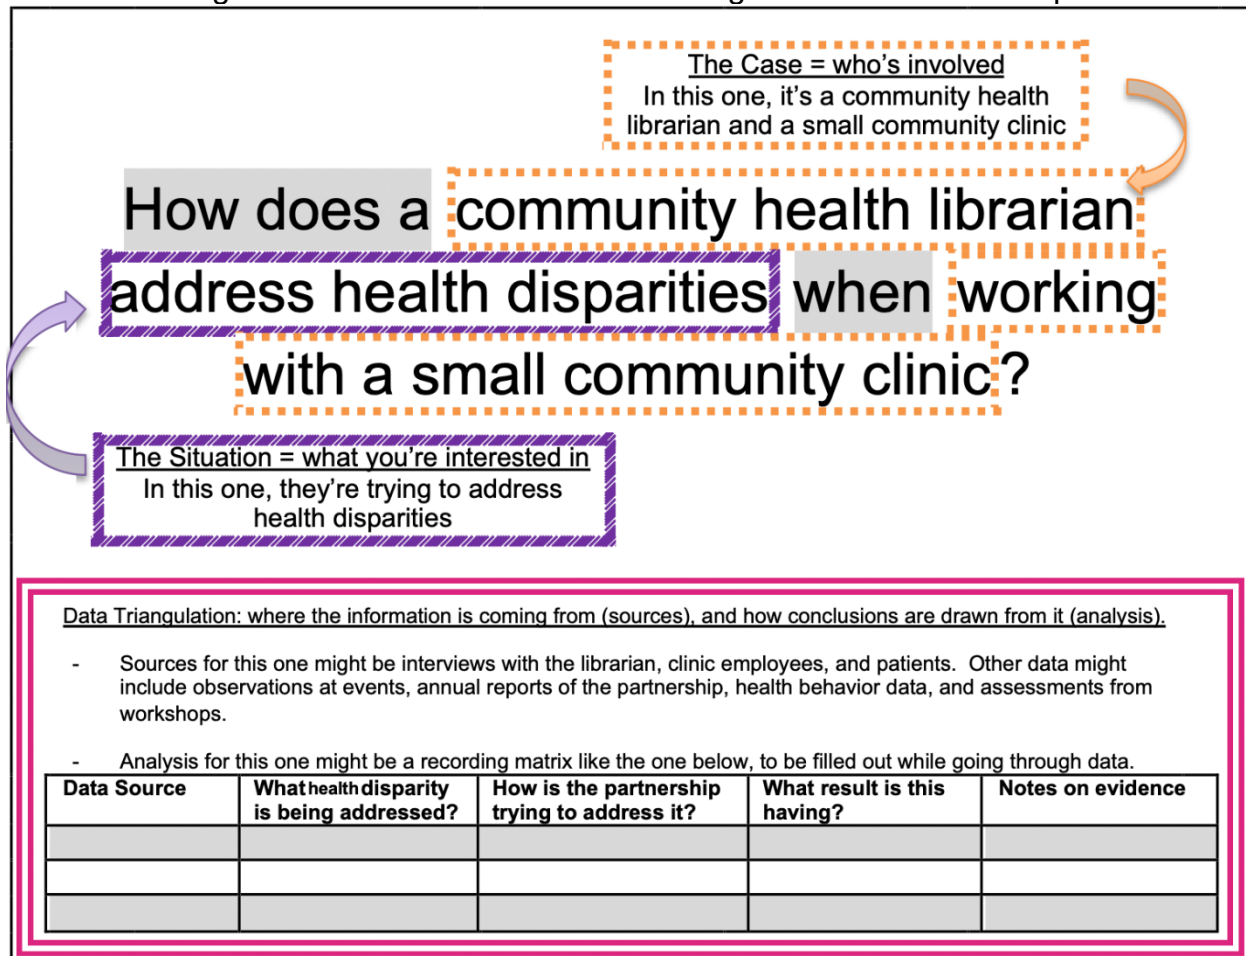 The Case = who's involved
In this one, it's a community health
librarian and a small community clinic
How does a community health librarian
address health disparities when working
with a small community clinic?
The Situation = what you're interested in
In this one, they're trying to address
health disparities
Data Triangulation: where the information is coming from (sources), and how conclusions are drawn from it (analysis).
- Sources for this one might be interviews with the librarian, clinic employees, and patients. Other data might
include observations at events, annual reports of the partnership, health behavior data, and assessments from
workshops.
- Analysis for this one might be a recording matrix like the one below, to be filled out while going through data.
Data Source
What health disparity
is being addressed?
How is the partnership
trying to address it?
What result is this
having?
Notes on evidence